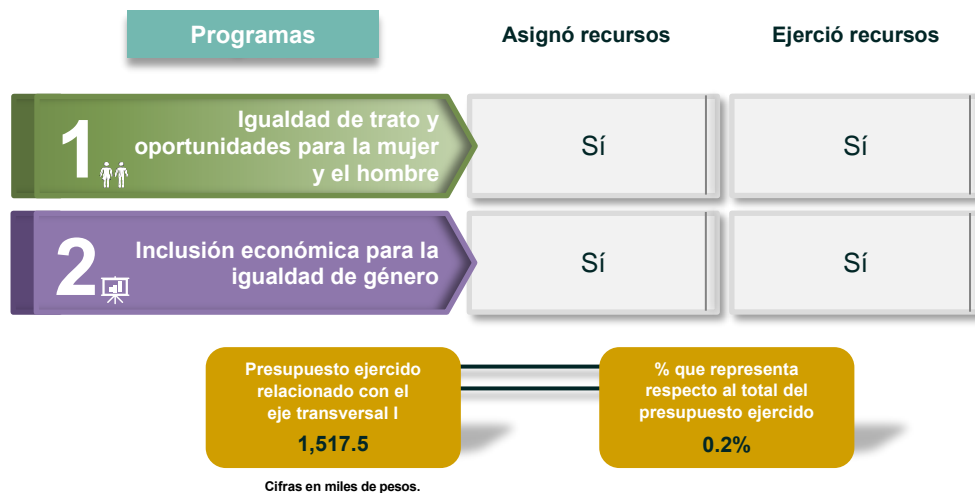 Programas
Asignó recursos
Ejerció recursos
1
Igualdad de trato y
oportunidades para la mujer
y el hombre
Sí
Sí
2
Inclusión económica para la
igualdad de género
Sí
Sí
Presupuesto ejercido
relacionado con el
eje transversal I
1,517.5
% que representa
respecto al total del
presupuesto ejercido
0.2%
Cifras en miles de pesos.